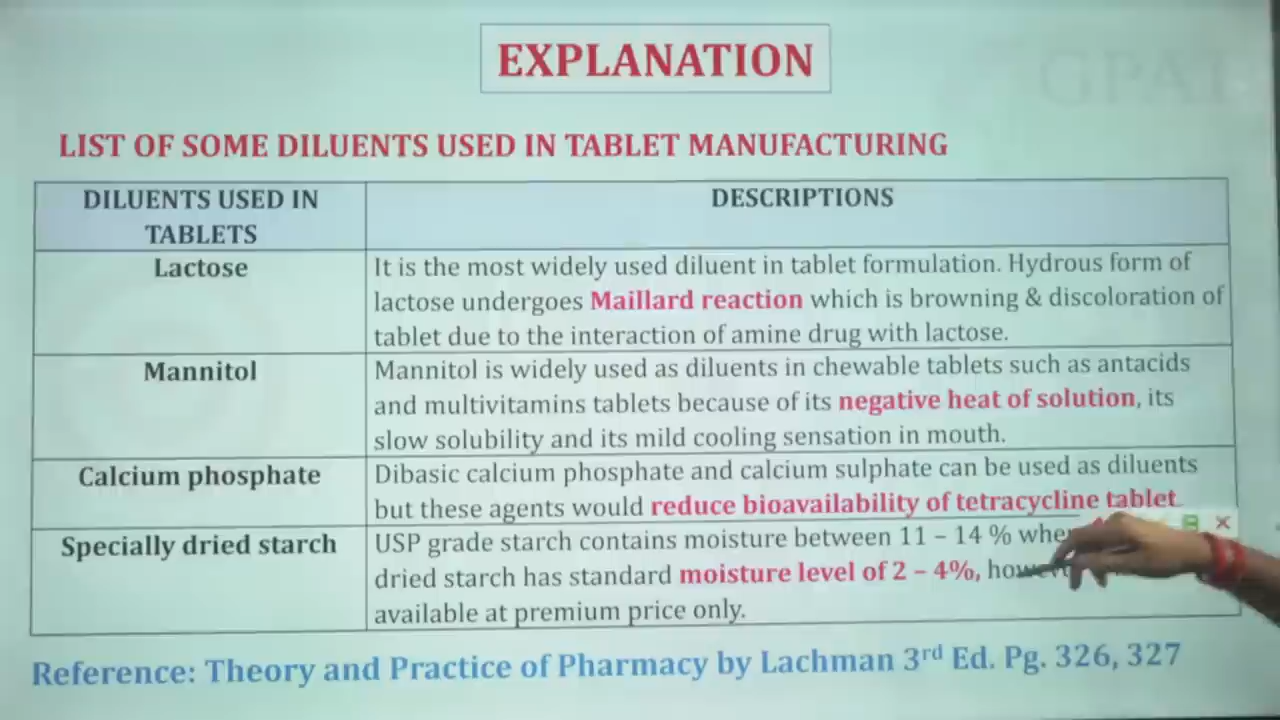 GPAT
EXPLANATION
LIST OF SOME DILUENTS USED IN TABLET MANUFACTURING
DILUENTS USED IN
TABLETS
DESCRIPTIONS
Lactose
It is the most widely used diluent in tablet formulation. Hydrous form of
lactose undergoes Maillard reaction which is browning & discoloration of
tablet due to the interaction of amine drug with lactose.
Mannitol
Mannitol is widely used as diluents in chewable tablets such as antacids
and multivitamins tablets because of its negative heat of solution, its
slow solubility and its mild cooling sensation in mouth.
Calcium phosphate
Dibasic calcium phosphate and calcium sulphate can be used as diluents
but these agents would reduce bioavailability of tetracycline tablet.
Specially dried starch
USP grade starch contains moisture between 11 – 14 %
dried starch has standard moisture level of 2 – 4%,
available at premium price only.
Reference: Theory and Practice of Pharmacy by Lachman 3rd Ed. Pg. 326, 327